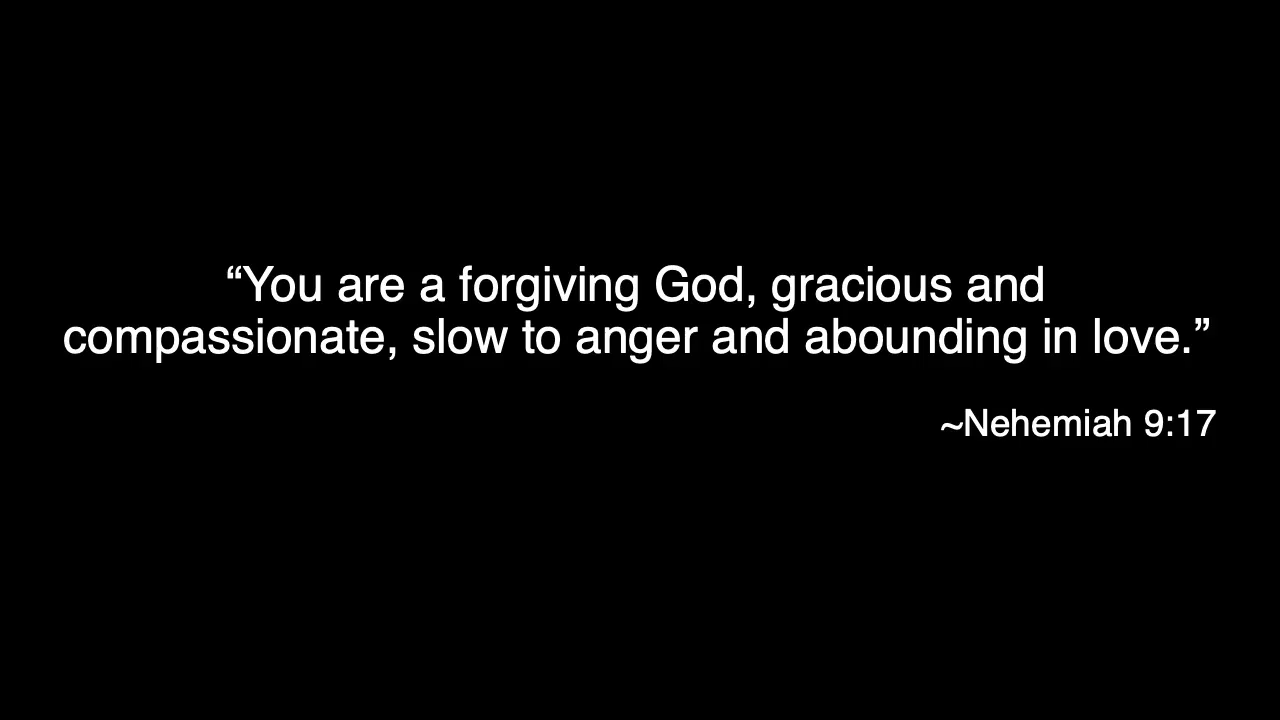 “You are a forgiving God, gracious and
compassionate, slow to anger and abounding in love.”
~Nehemiah 9:17